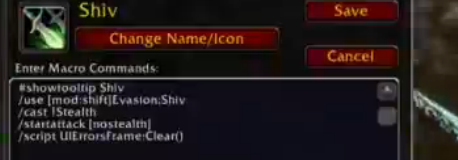 Shiv
Save
Change Name/Icon
Cancel
Enter Macro Commands:
#showtooltip Shiv
/use [mod:shift]Evasion;Shiv
/cast !Stealth
/startattack [nostealth]
/script UIErrorsFrame:Clear()